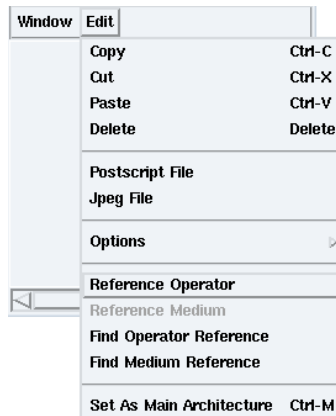 Window Edit
Copy Ctrl-C
Cut Ctrl-X
Paste Ctrl-V
Delete Delete
Postscript File
Jpeg File
Options
Reference Operator
Reference Medium
Find Operator Reference
Find Medium Reference
Set As Main Architecture Ctrl-M